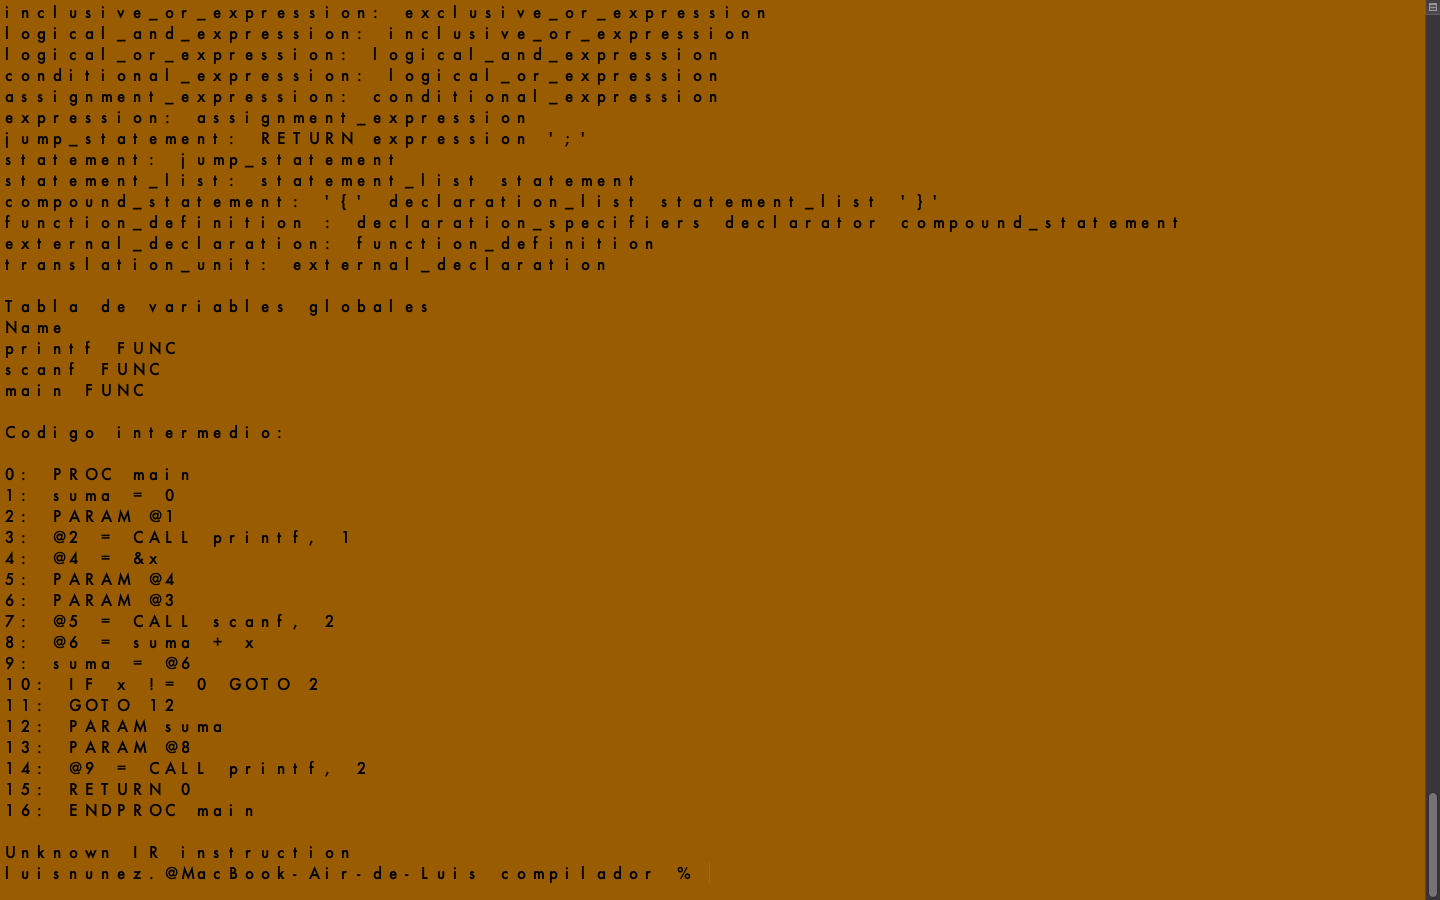 inclusive_or_expression: exclusive_or_expression
logical_and_expression: inclusive_or_expression
logical_or_expression: logical_and_expression
conditional_expression: logical_or_expression
assignment_expression: conditional_expression
expression: assignment_expression
jump_statement: RETURN expression ';'
statement: jump_statement
statement_list: statement_list statement
compound_statement: '{' declaration_list statement_list '}'
function_definition : declaration_specifiers declarator compound_statement
external_declaration: function_definition
translation_unit: external_declaration
Tabla de variables globales
Name
printf FUNC
scanf FUNC
main FUNC
Codigo intermedio:
0: PROC main
1: suma = 0
2: PARAM @1
3: @2 = CALL printf, 1
4: @4 = &x
5: PARAM @4
6: PARAM @3
7: @5 = CALL scanf, 2
8: @6 = suma + x
9: suma = @6
10: IF x != 0 GOTO 2
11: GOTO 12
12: PARAM suma
13: PARAM @8
14: @9 = CALL printf, 2
15: RETURN 0
16: ENDPROC main
Unknown IR instruction
luisnunez.@MacBook-Air-de-Luis compilador %